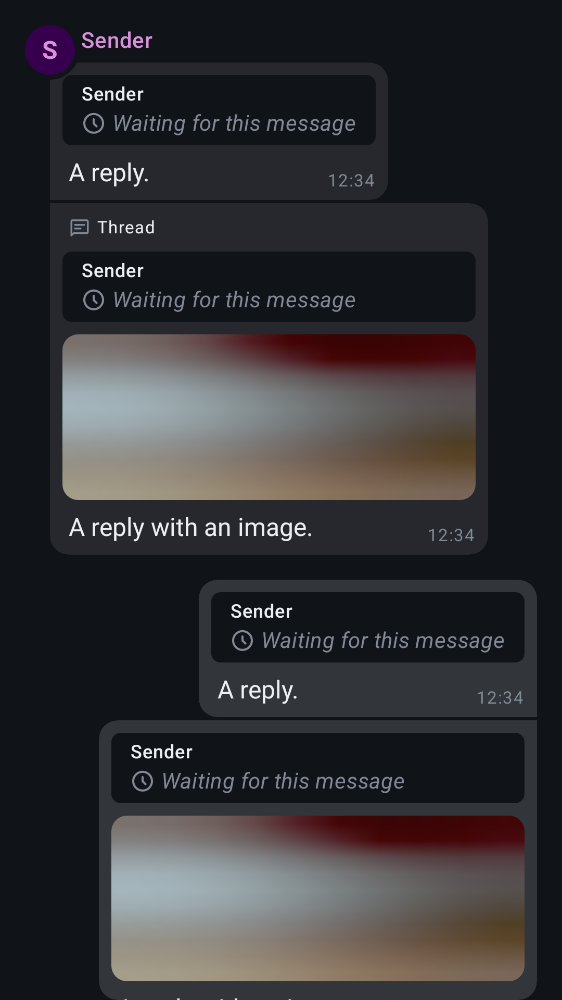 S
Sender
Sender
Waiting for this message
A reply.
12:34
Thread
Sender
Waiting for this message
A reply with an image.
12:34
Sender
Waiting for this message
A reply.
12:34
Sender
Waiting for this message